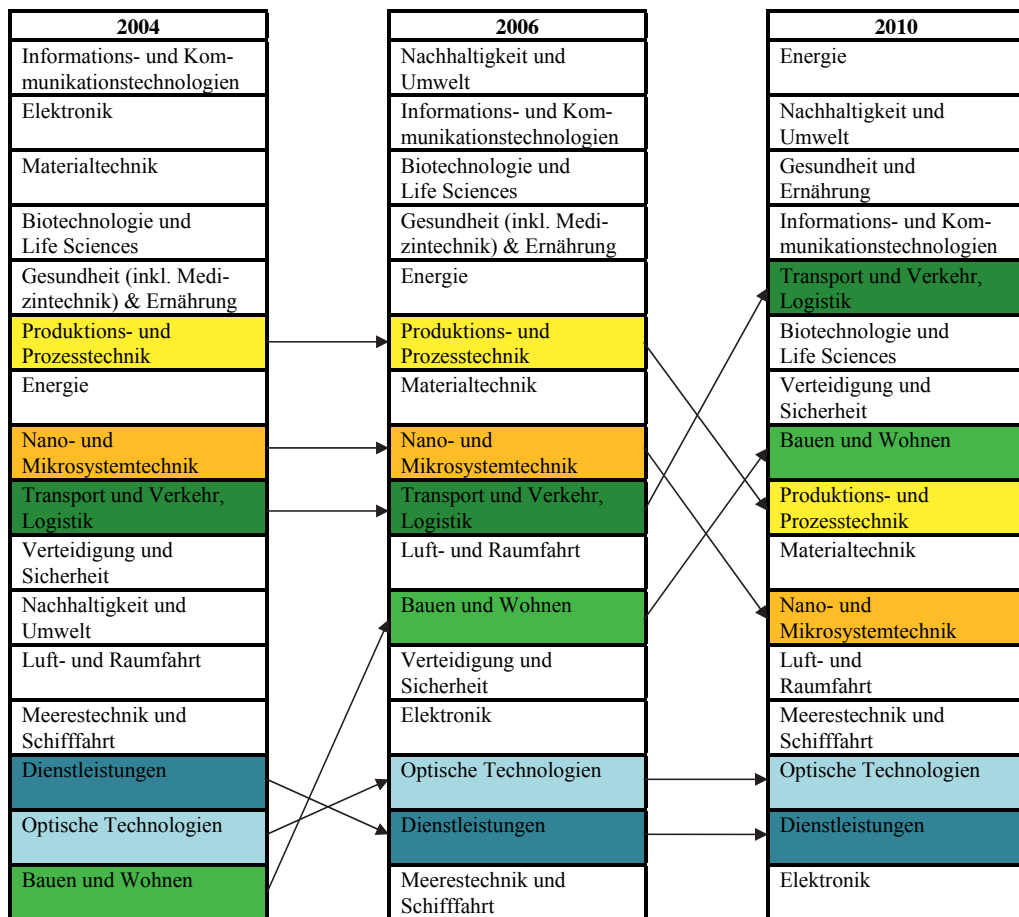 2004
Informations- und Kom-
munikationstechnologien
Elektronik
Materialtechnik
Biotechnologie und
Life Sciences
Gesundheit (inkl. Medi-
zintechnik) & Ernährung
Produktions- und
Prozesstechnik
Energie
Nano- und
Mikrosystemtechnik
Transport und Verkehr,
Logistik
Verteidigung und
Sicherheit
Nachhaltigkeit und
Umwelt
Luft- und Raumfahrt
Meerestechnik und
Schifffahrt
Dienstleistungen
Optische Technologien
Bauen und Wohnen
2006
Nachhaltigkeit und
Umwelt
Informations- und Kom-
munikationstechnologien
Biotechnologie und
Life Sciences
Gesundheit (inkl. Medi-
zintechnik) & Ernährung
Energie
Produktions- und
Prozesstechnik
Materialtechnik
Nano- und
Mikrosystemtechnik
Transport und Verkehr,
Logistik
Luft- und Raumfahrt
Bauen und Wohnen
Verteidigung und
Sicherheit
Elektronik
Optische Technologien
Dienstleistungen
Meerestechnik und
Schifffahrt
2010
Energie
Nachhaltigkeit und
Umwelt
Gesundheit und
Ernährung
Informations- und Kom-
munikationstechnologien
Transport und Verkehr,
Logistik
Biotechnologie und
Life Sciences
Verteidigung und
Sicherheit
Bauen und Wohnen
Produktions- und
Prozesstechnik
Materialtechnik
Nano- und
Mikrosystemtechnik
Luft- und
Raumfahrt
Meerestechnik und
Schifffahrt
Optische Technologien
Dienstleistungen
Elektronik